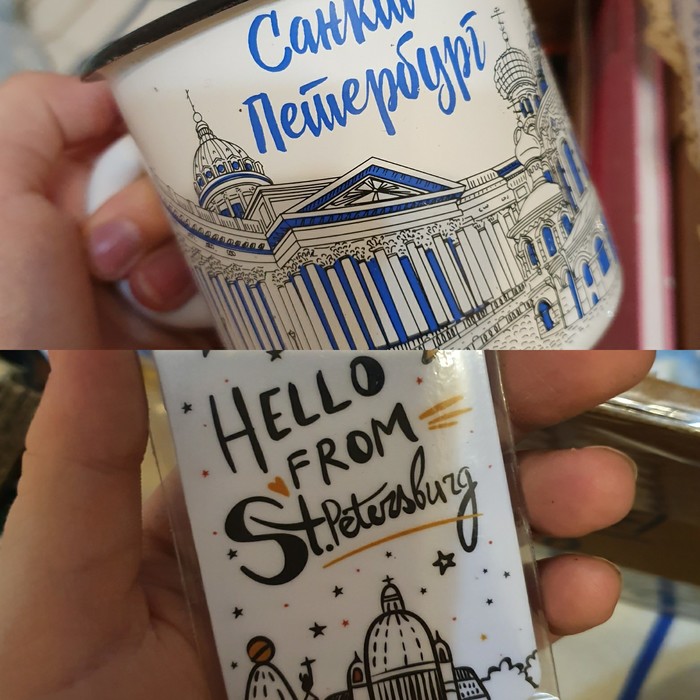 Санкт
Петербург
HELLO
FROM
St.Petersburg